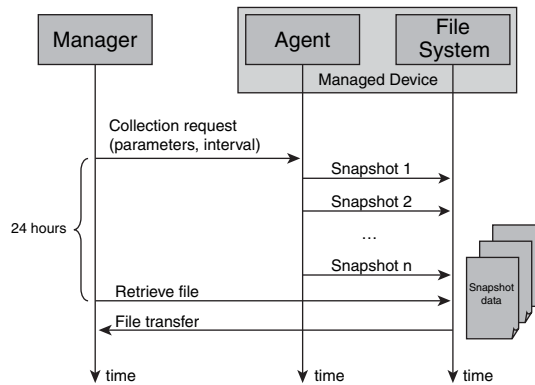 Manager
Agent
File
System
Managed Device
Collection request
(parameters, interval)
Snapshot 1
Snapshot 2
...
24 hours
Snapshot n
Snapshot
data
Retrieve file
File transfer
time
time
time